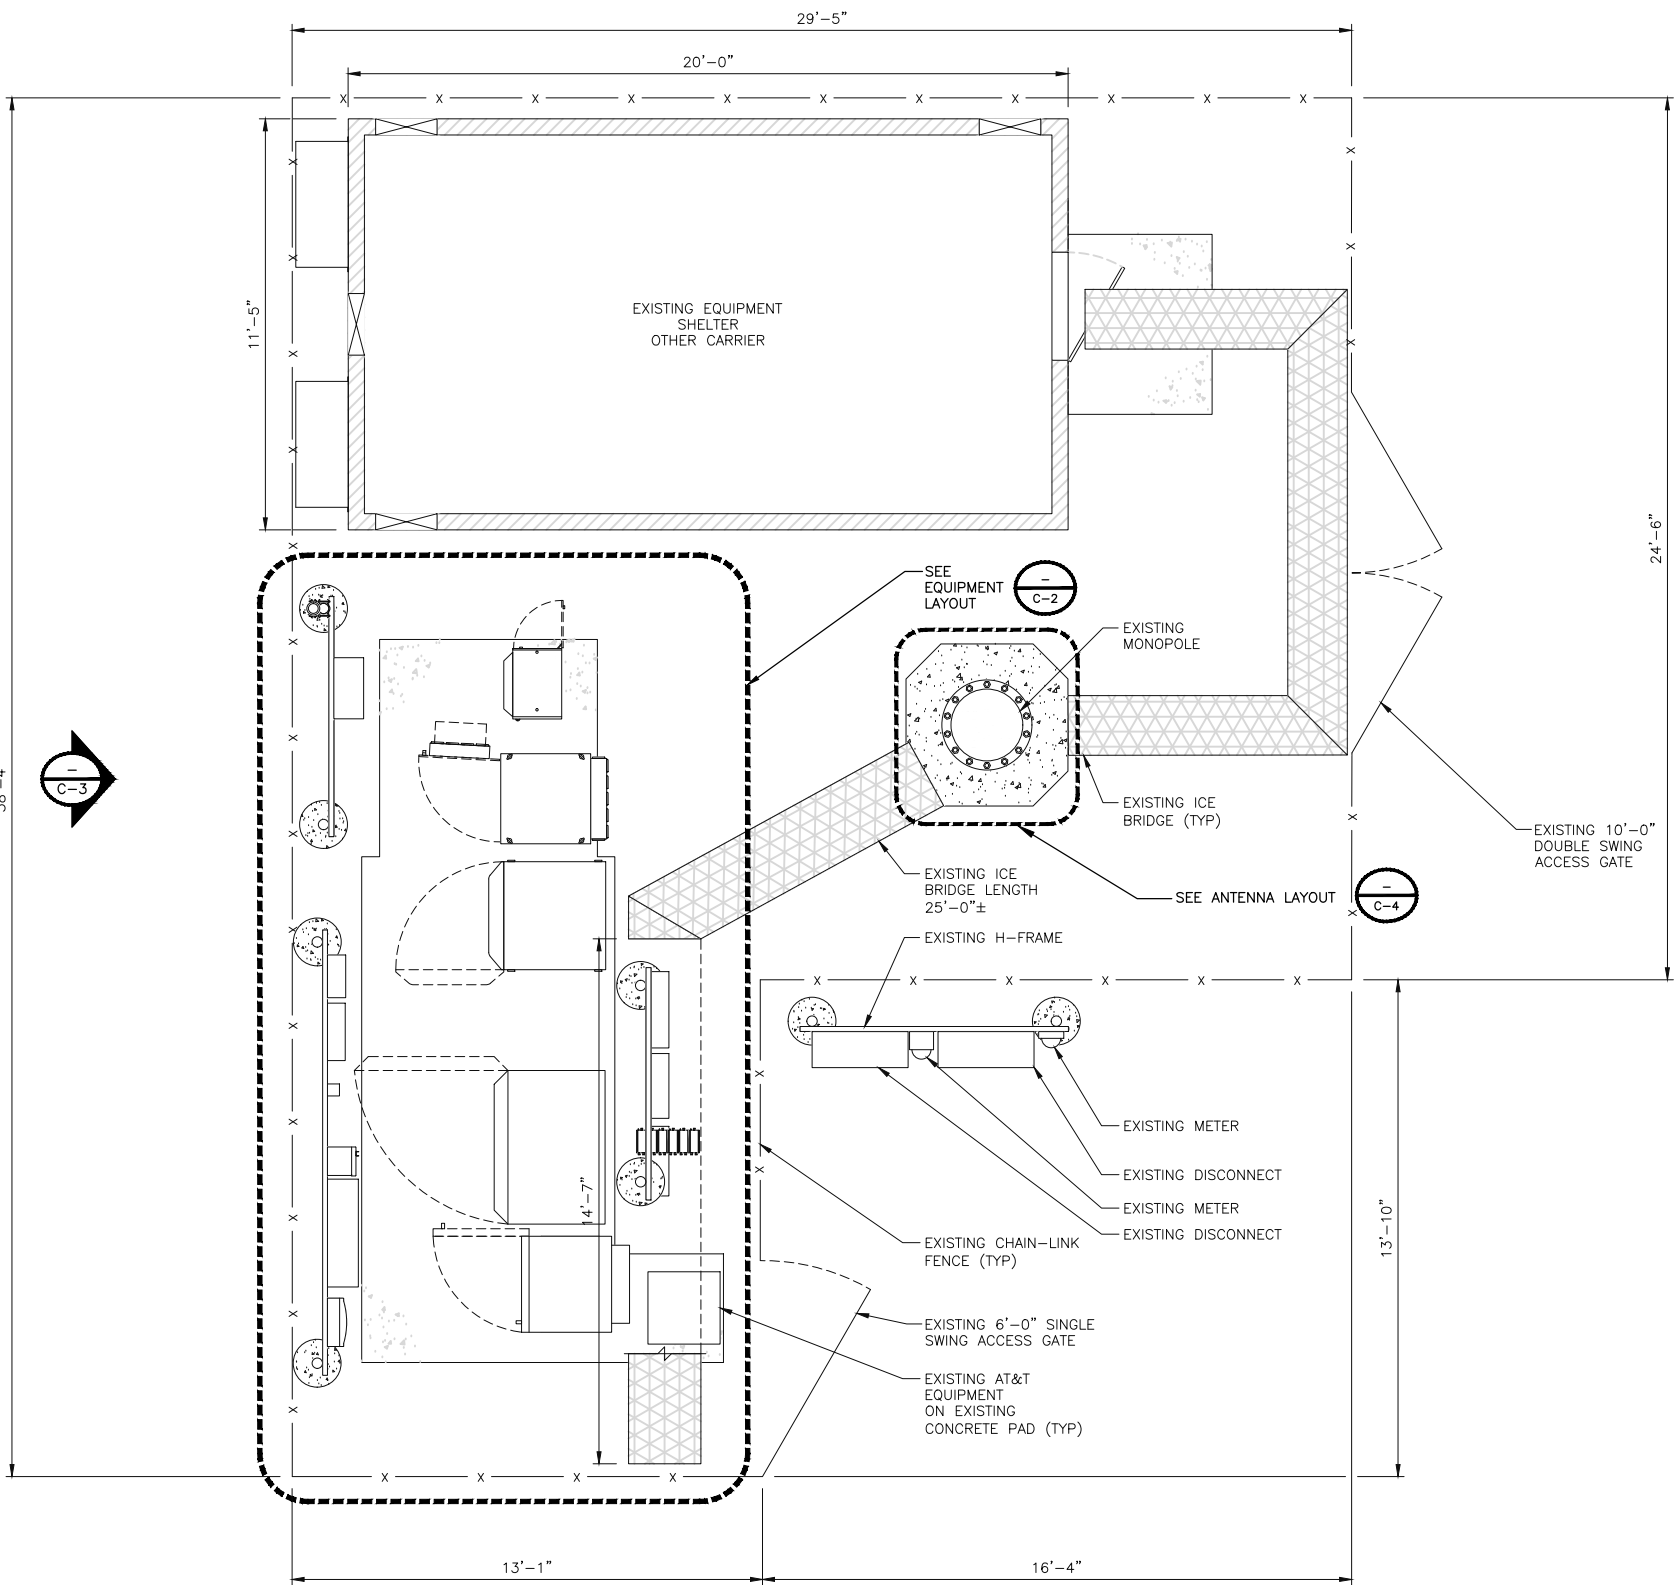 29'-5"
20'-0"
11'-5"
EXISTING EQUIPMENT
SHELTER
OTHER CARRIER
24'-6"
SEE
EQUIPMENT
LAYOUT
-
C-2
EXISTING
MONOPOLE
-
C-3
EXISTING ICE
BRIDGE (TYP)
EXISTING 10'-0"
DOUBLE SWING
ACCESS GATE
EXISTING ICE
BRIDGE LENGTH
25'-0"±
SEE ANTENNA LAYOUT
-
C-4
EXISTING H-FRAME
EXISTING METER
EXISTING DISCONNECT
EXISTING METER
EXISTING DISCONNECT
14'-7"
13'-10"
EXISTING CHAIN-LINK
FENCE (TYP)
EXISTING 6'-0" SINGLE
SWING ACCESS GATE
EXISTING AT&T
EQUIPMENT
ON EXISTING
CONCRETE PAD (TYP)
13'-1"
16'-4"